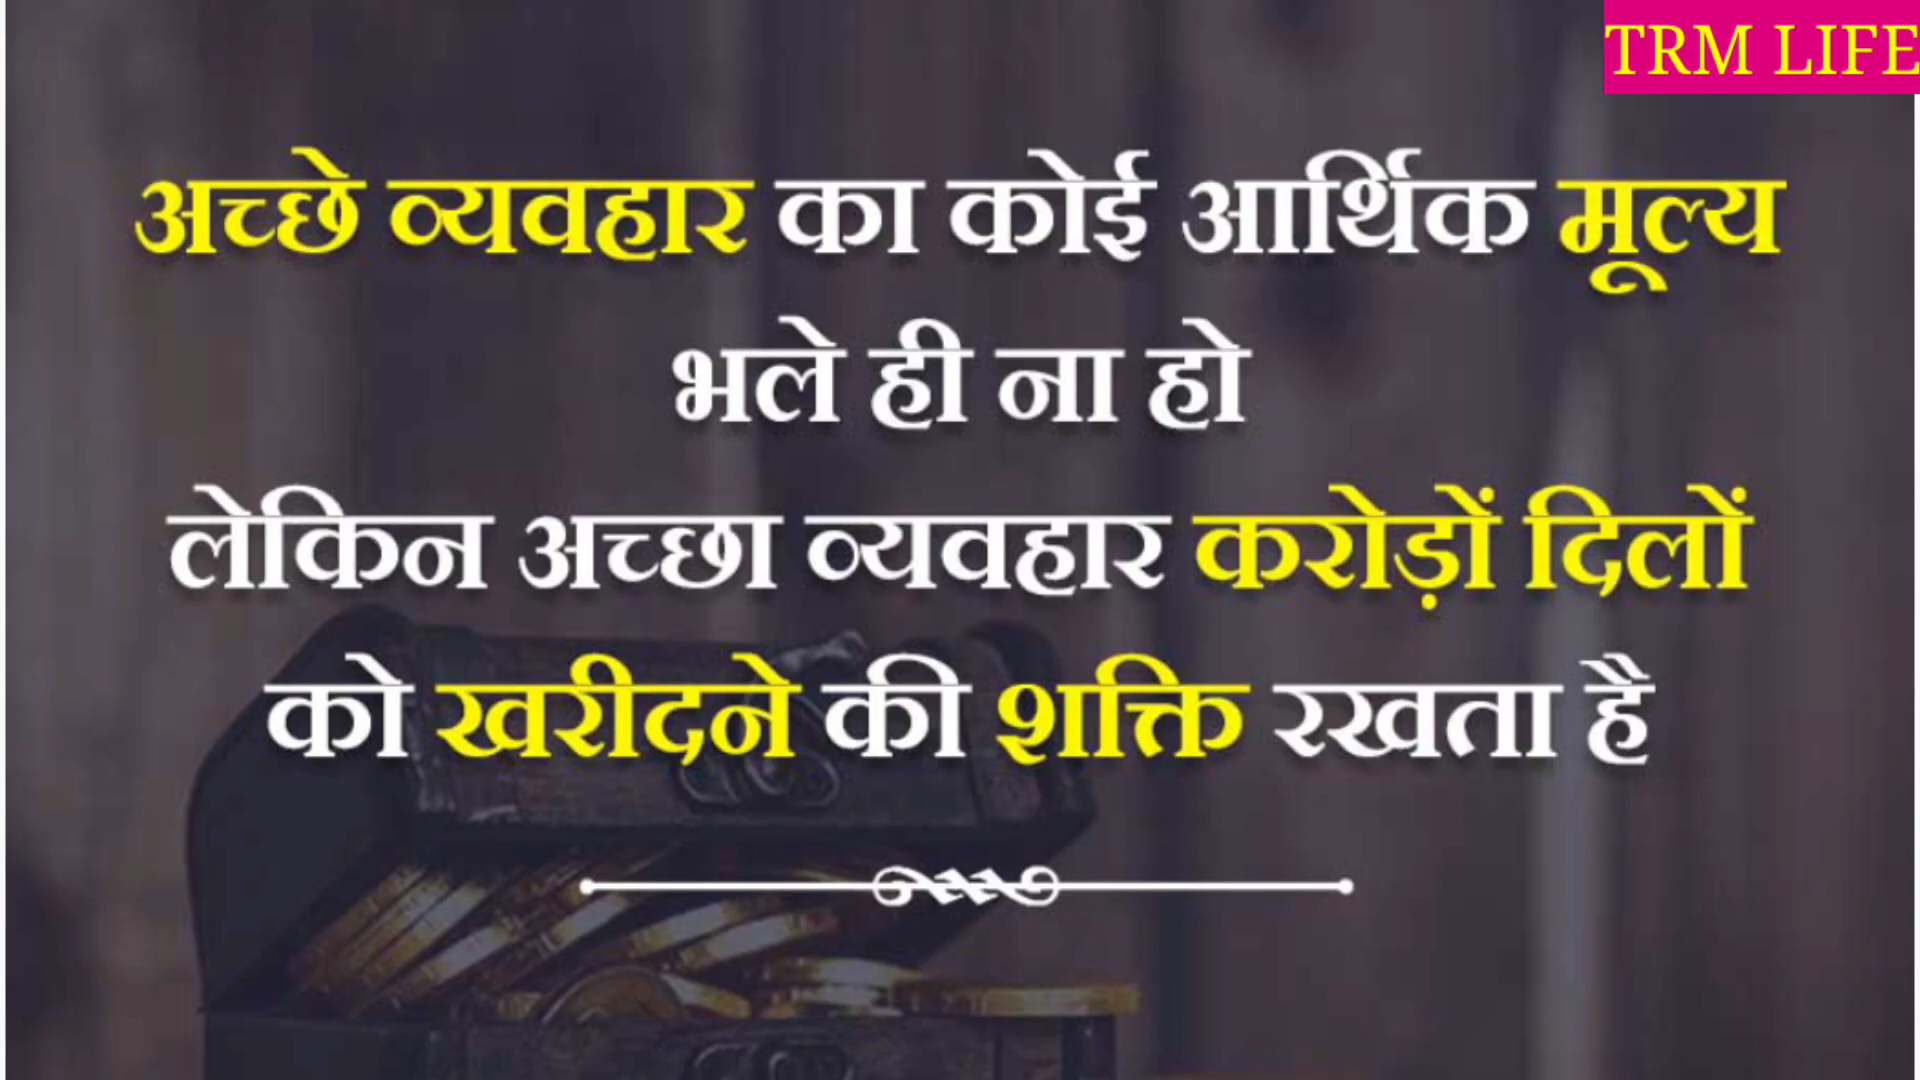 TRM LIFE
अच्छे व्यवहार का कोई आर्थिक मूल्य
भले ही ना हो
लेकिन अच्छा व्यवहार करोड़ों दिलों
को खरीदने की शक्ति रखता है